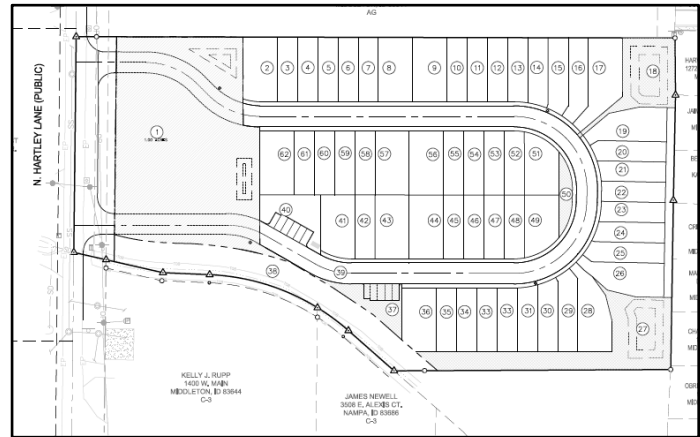 AG
N. HARTLEY LANE (PUBLIC)
2 3 4 5 6 7 8 9 10 11 12 13 14 15 16 17
18
1
19
20
62 61 60 59 58 57 56 55 54 53 52 51
21
22
50
23
40
41 42 43 44 45 46 47 48 49
24
25
38
39
26
37
36 35 34 33 33 31 30 29 28
27
KELLY J. RUPP
1400 W. MAIN
MIDDLETON, ID 83644
C-3
JAMES NEWELL
3508 E. ALEXIS CT.
NAMPA, ID 83686
C-3